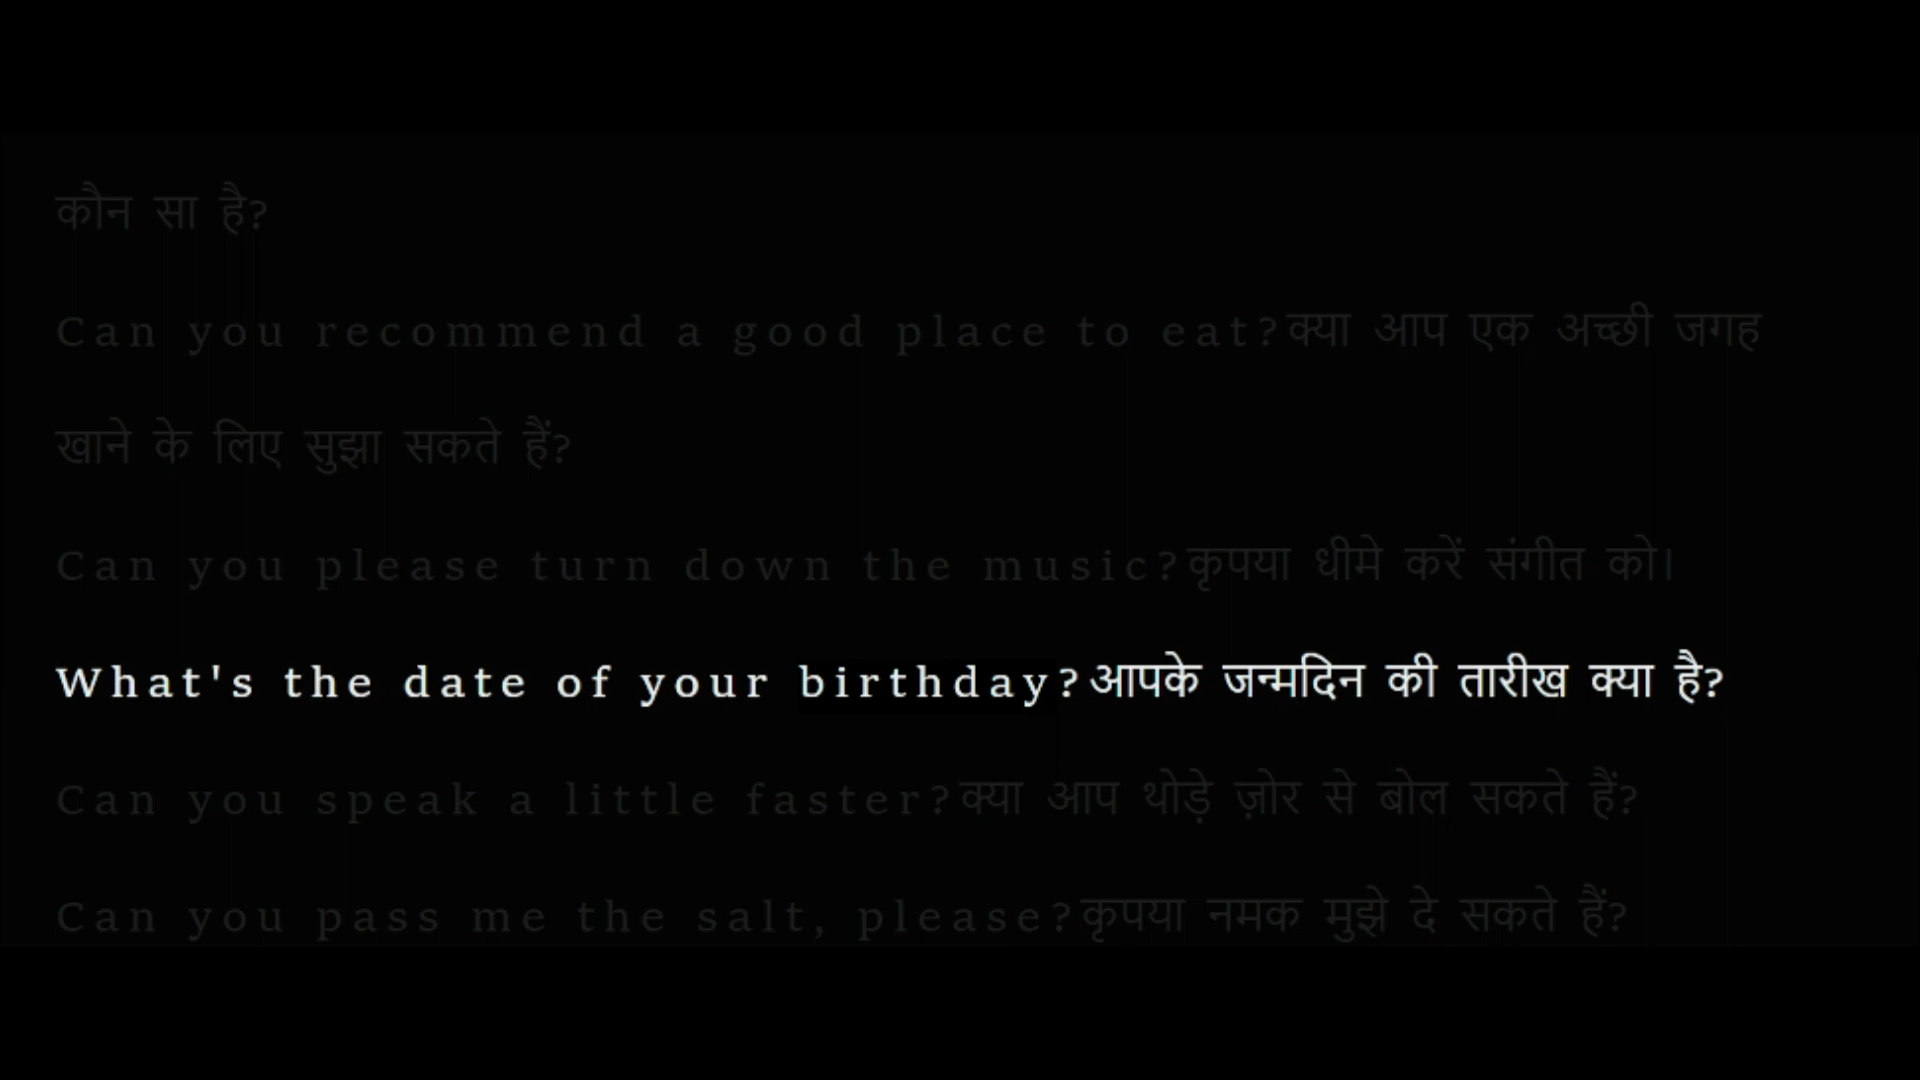 कौन सा है?
Can you recommend a good place to eat?क्या आप एक अच्छी जगह
खाने के लिए सुझा सकते हैं?
Can you please turn down the music?कृपया धीमे करें संगीत को।
What's the date of your birthday?आपके जन्मदिन की तारीख क्या है?
Can you speak a little faster?क्या आप थोड़े ज़ोर से बोल सकते हैं?
Can you pass me the salt, please?कृपया नमक मुझे दे सकते हैं?